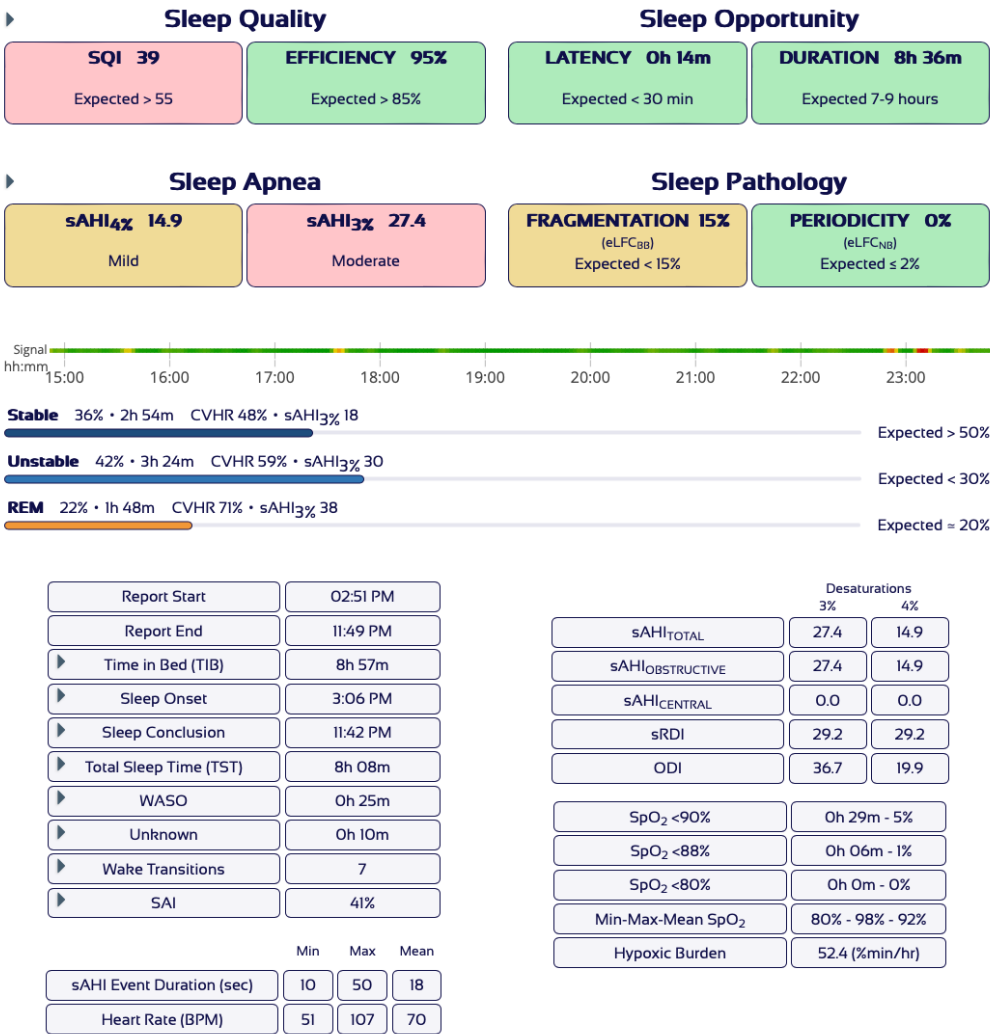 Sleep Quality
Sleep Opportunity
SQI 39
Expected > 55
EFFICIENCY 95%
Expected > 85%
LATENCY 0h 14m
Expected < 30 min
DURATION 8h 36m
Expected 7-9 hours
Sleep Apnea
Sleep Pathology
sAHI4% 14.9
Mild
sAHI3% 27.4
Moderate
FRAGMENTATION 15%
(eLFCBB)
Expected < 15%
PERIODICITY 0%
(eLFCNB)
Expected ≤ 2%
Signal
hh:mm
15:00 16:00 17:00 18:00 19:00 20:00 21:00 22:00 23:00
Stable 36% • 2h 54m CVHR 48% • sAHI3% 18
Expected > 50%
Unstable 42% • 3h 24m CVHR 59% • sAHI3% 30
Expected < 30%
REM 22% • 1h 48m CVHR 71% • sAHI3% 38
Expected ≃ 20%
Report Start 02:51 PM
Report End 11:49 PM
Time in Bed (TIB) 8h 57m
Sleep Onset 3:06 PM
Sleep Conclusion 11:42 PM
Total Sleep Time (TST) 8h 08m
WASO 0h 25m
Unknown 0h 10m
Wake Transitions 7
SAI 41%
Min Max Mean
sAHI Event Duration (sec) 10 50 18
Heart Rate (BPM) 51 107 70
Desaturations
3% 4%
sAHITOTAL 27.4 14.9
sAHIOBSTRUCTIVE 27.4 14.9
sAHICENTRAL 0.0 0.0
sRDI 29.2 29.2
ODI 36.7 19.9
SpO2 <90% 0h 29m - 5%
SpO2 <88% 0h 06m - 1%
SpO2 <80% 0h 0m - 0%
Min-Max-Mean SpO2 80% - 98% - 92%
Hypoxic Burden 52.4 (%min/hr)